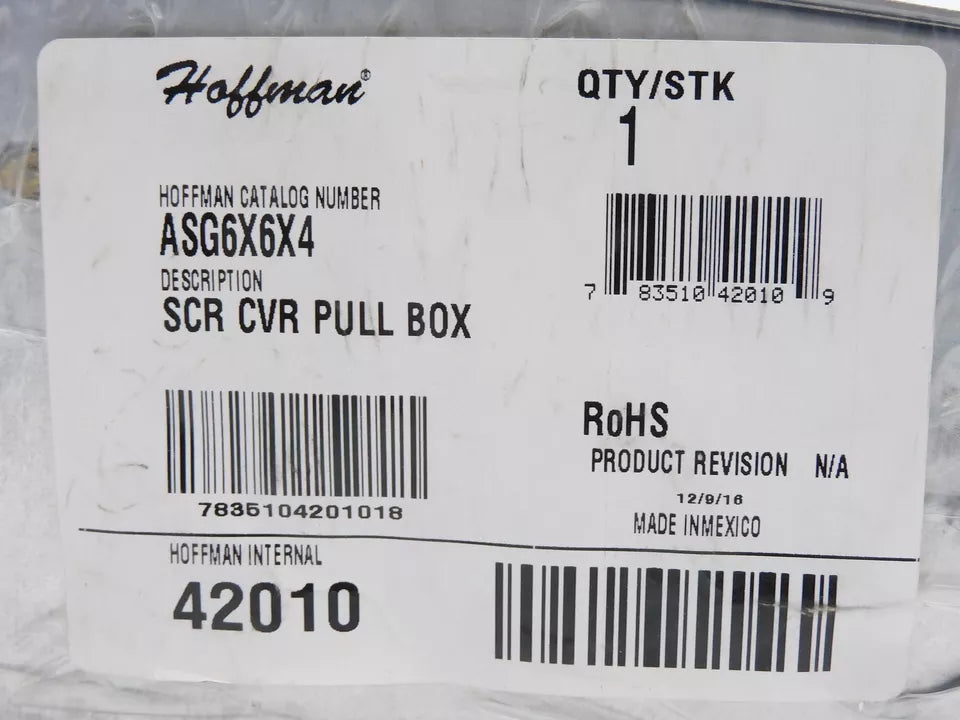 Hoffman®
QTY/STK
1
HOFFMAN CATALOG NUMBER
ASG6X6X4
DESCRIPTION
SCR CVR PULL BOX
7 83510 42010 9
7835104201018
RoHS
PRODUCT REVISION N/A
12/9/16
MADE INMEXICO
HOFFMAN INTERNAL
42010